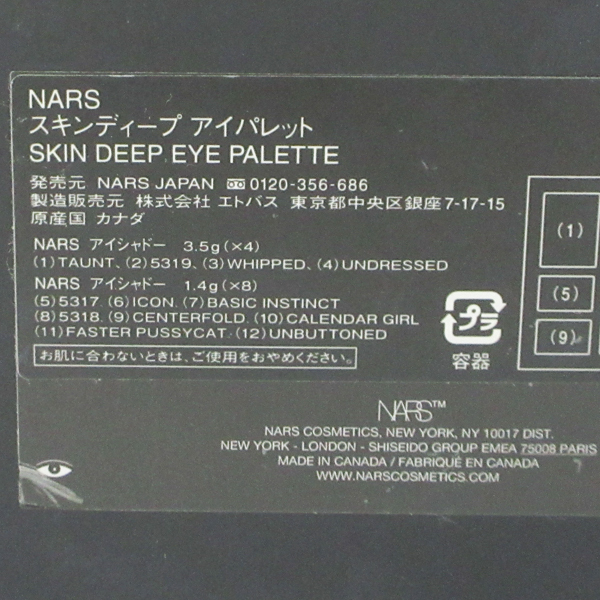 NARS
スキンディープ アイパレット
SKIN DEEP EYE PALETTE
発売元 NARS JAPAN 0120-356-686
製造販売元 株式会社 エトバス 東京都中央区銀座7-17-15
原産国 カナダ
NARS アイシャドー 3.5g(×4)
(1)TAUNT、(2)5319、(3)WHIPPED、(4)UNDRESSED
NARS アイシャドー 1.4g(×8)
(5)5317、(6)ICON、(7)BASIC INSTINCT
(8)5318、(9)CENTERFOLD、(10)CALENDAR GIRL
(11)FASTER PUSSYCAT、(12)UNBUTTONED
お肌に合わないときは、ご使用をおやめください。
プラ
容器
(1)
(5)
(9)
NARS™
NARS COSMETICS, NEW YORK, NY 10017 DIST.
NEW YORK - LONDON - SHISEIDO GROUP EMEA 75008 PARIS
MADE IN CANADA / FABRIQUÉ EN CANADA
WWW.NARSCOSMETICS.COM